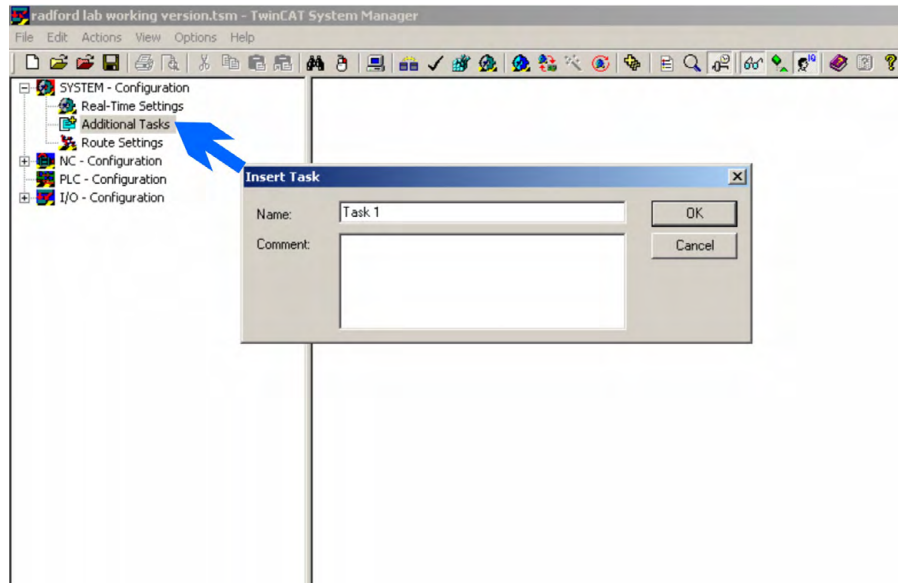 radford lab working version.tsm - TwinCAT System Manager
File Edit Actions View Options Help
SYSTEM - Configuration
Real-Time Settings
Additional Tasks
Route Settings
NC - Configuration
PLC - Configuration
I/O - Configuration
Insert Task
Name: Task 1 OK
Comment: Cancel